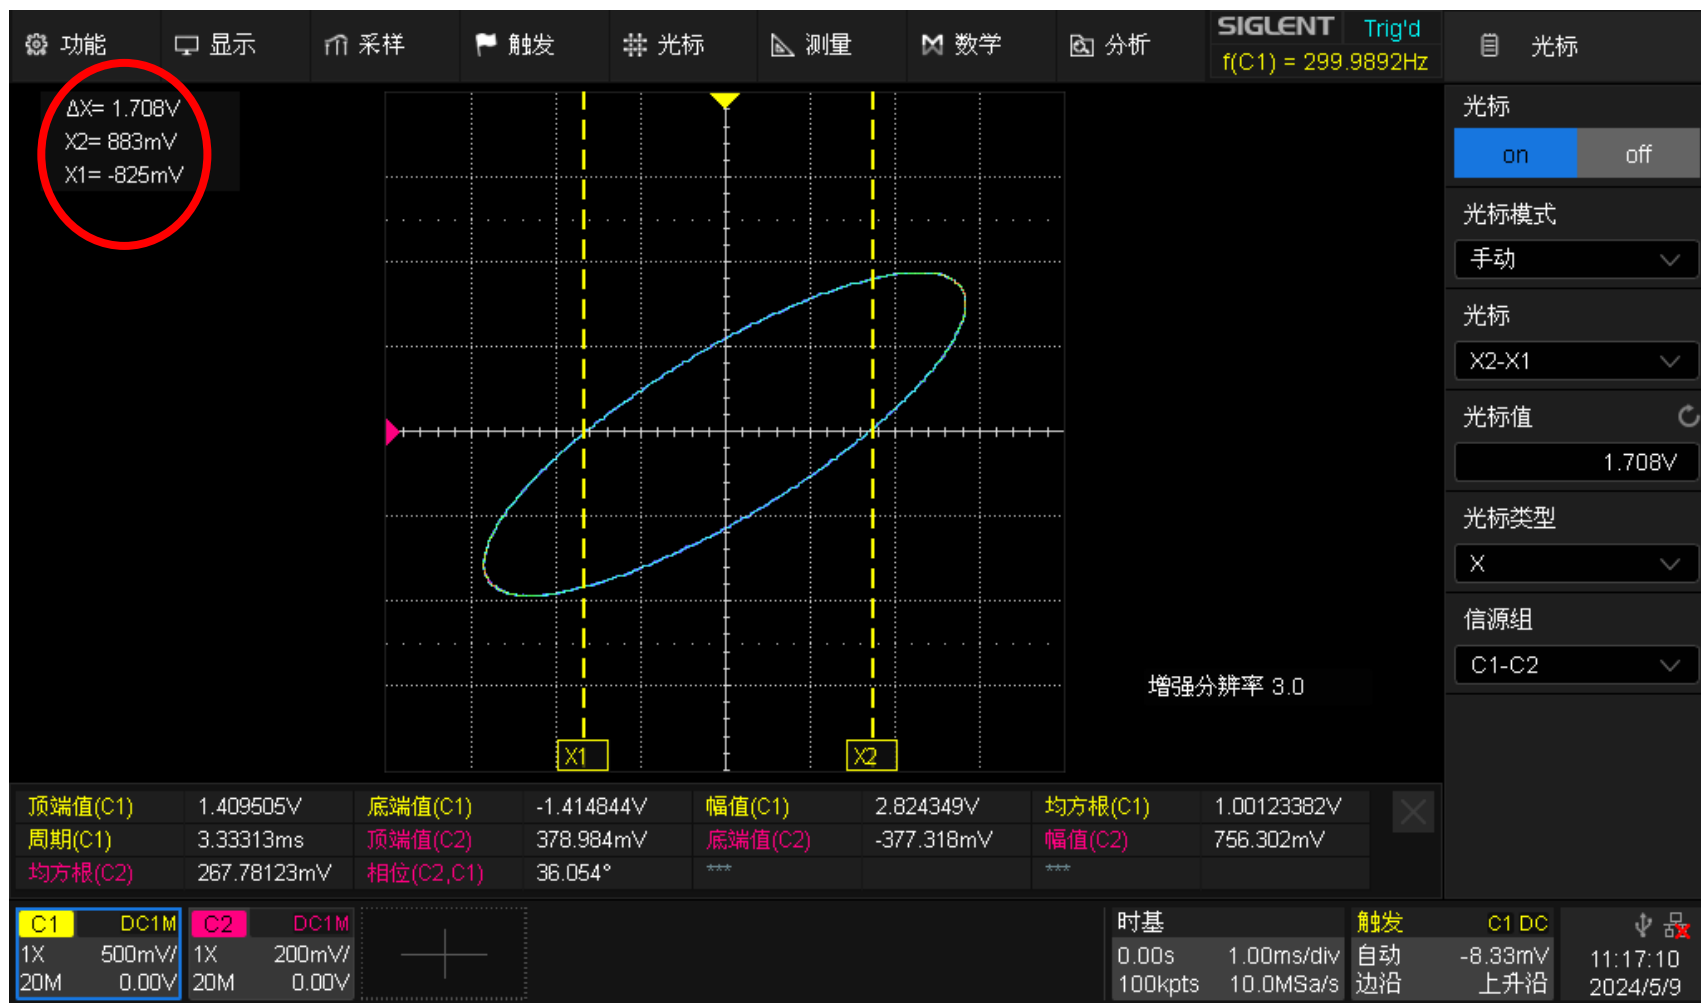 功能 显示 采样 触发 光标 测量 数学 分析 SIGLENT Trig'd 光标
f(C1) = 299.9892Hz
ΔX= 1.708V
X2= 883mV
X1= -825mV
光标
on off
光标模式
手动
光标
X2-X1
光标值
1.708V
光标类型
X
信源组
C1-C2
增强分辨率 3.0
X1 X2
顶端值(C1) 1.409505V 底端值(C1) -1.414844V 幅值(C1) 2.824349V 均方根(C1) 1.00123382V
周期(C1) 3.33313ms 顶端值(C2) 378.984mV 底端值(C2) -377.318mV 幅值(C2) 756.302mV
均方根(C2) 267.78123mV 相位(C2,C1) 36.054° *** ***
C1 DC1M C2 DC1M 时基 触发 C1 DC
1X 500mV/ 1X 200mV/ 0.00s 1.00ms/div 自动 -8.33mV 11:17:10
20M 0.00V 20M 0.00V 100kpts 10.0MSa/s 边沿 上升沿 2024/5/9